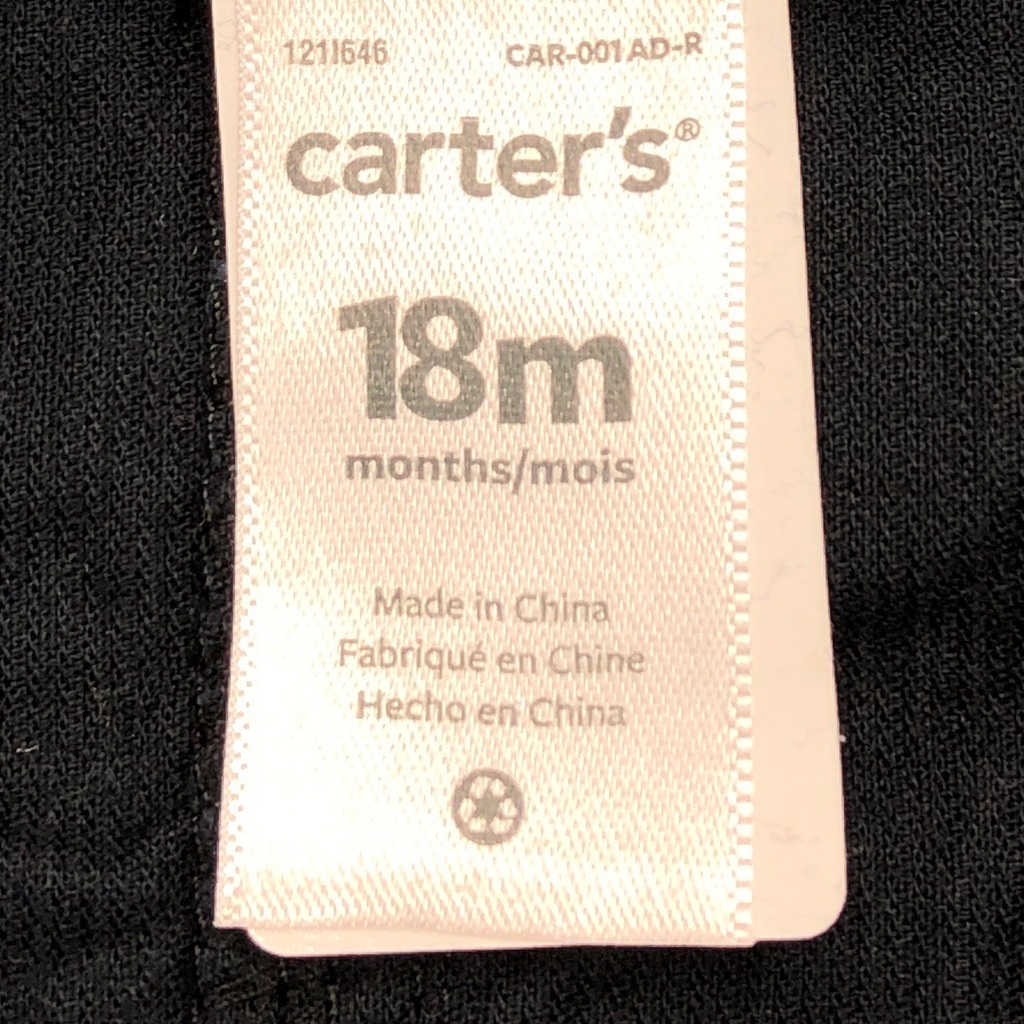 121I646 CAR-001AD-R
carter's®
18m
months/mois
Made in China
Fabriqué en Chine
Hecho en China